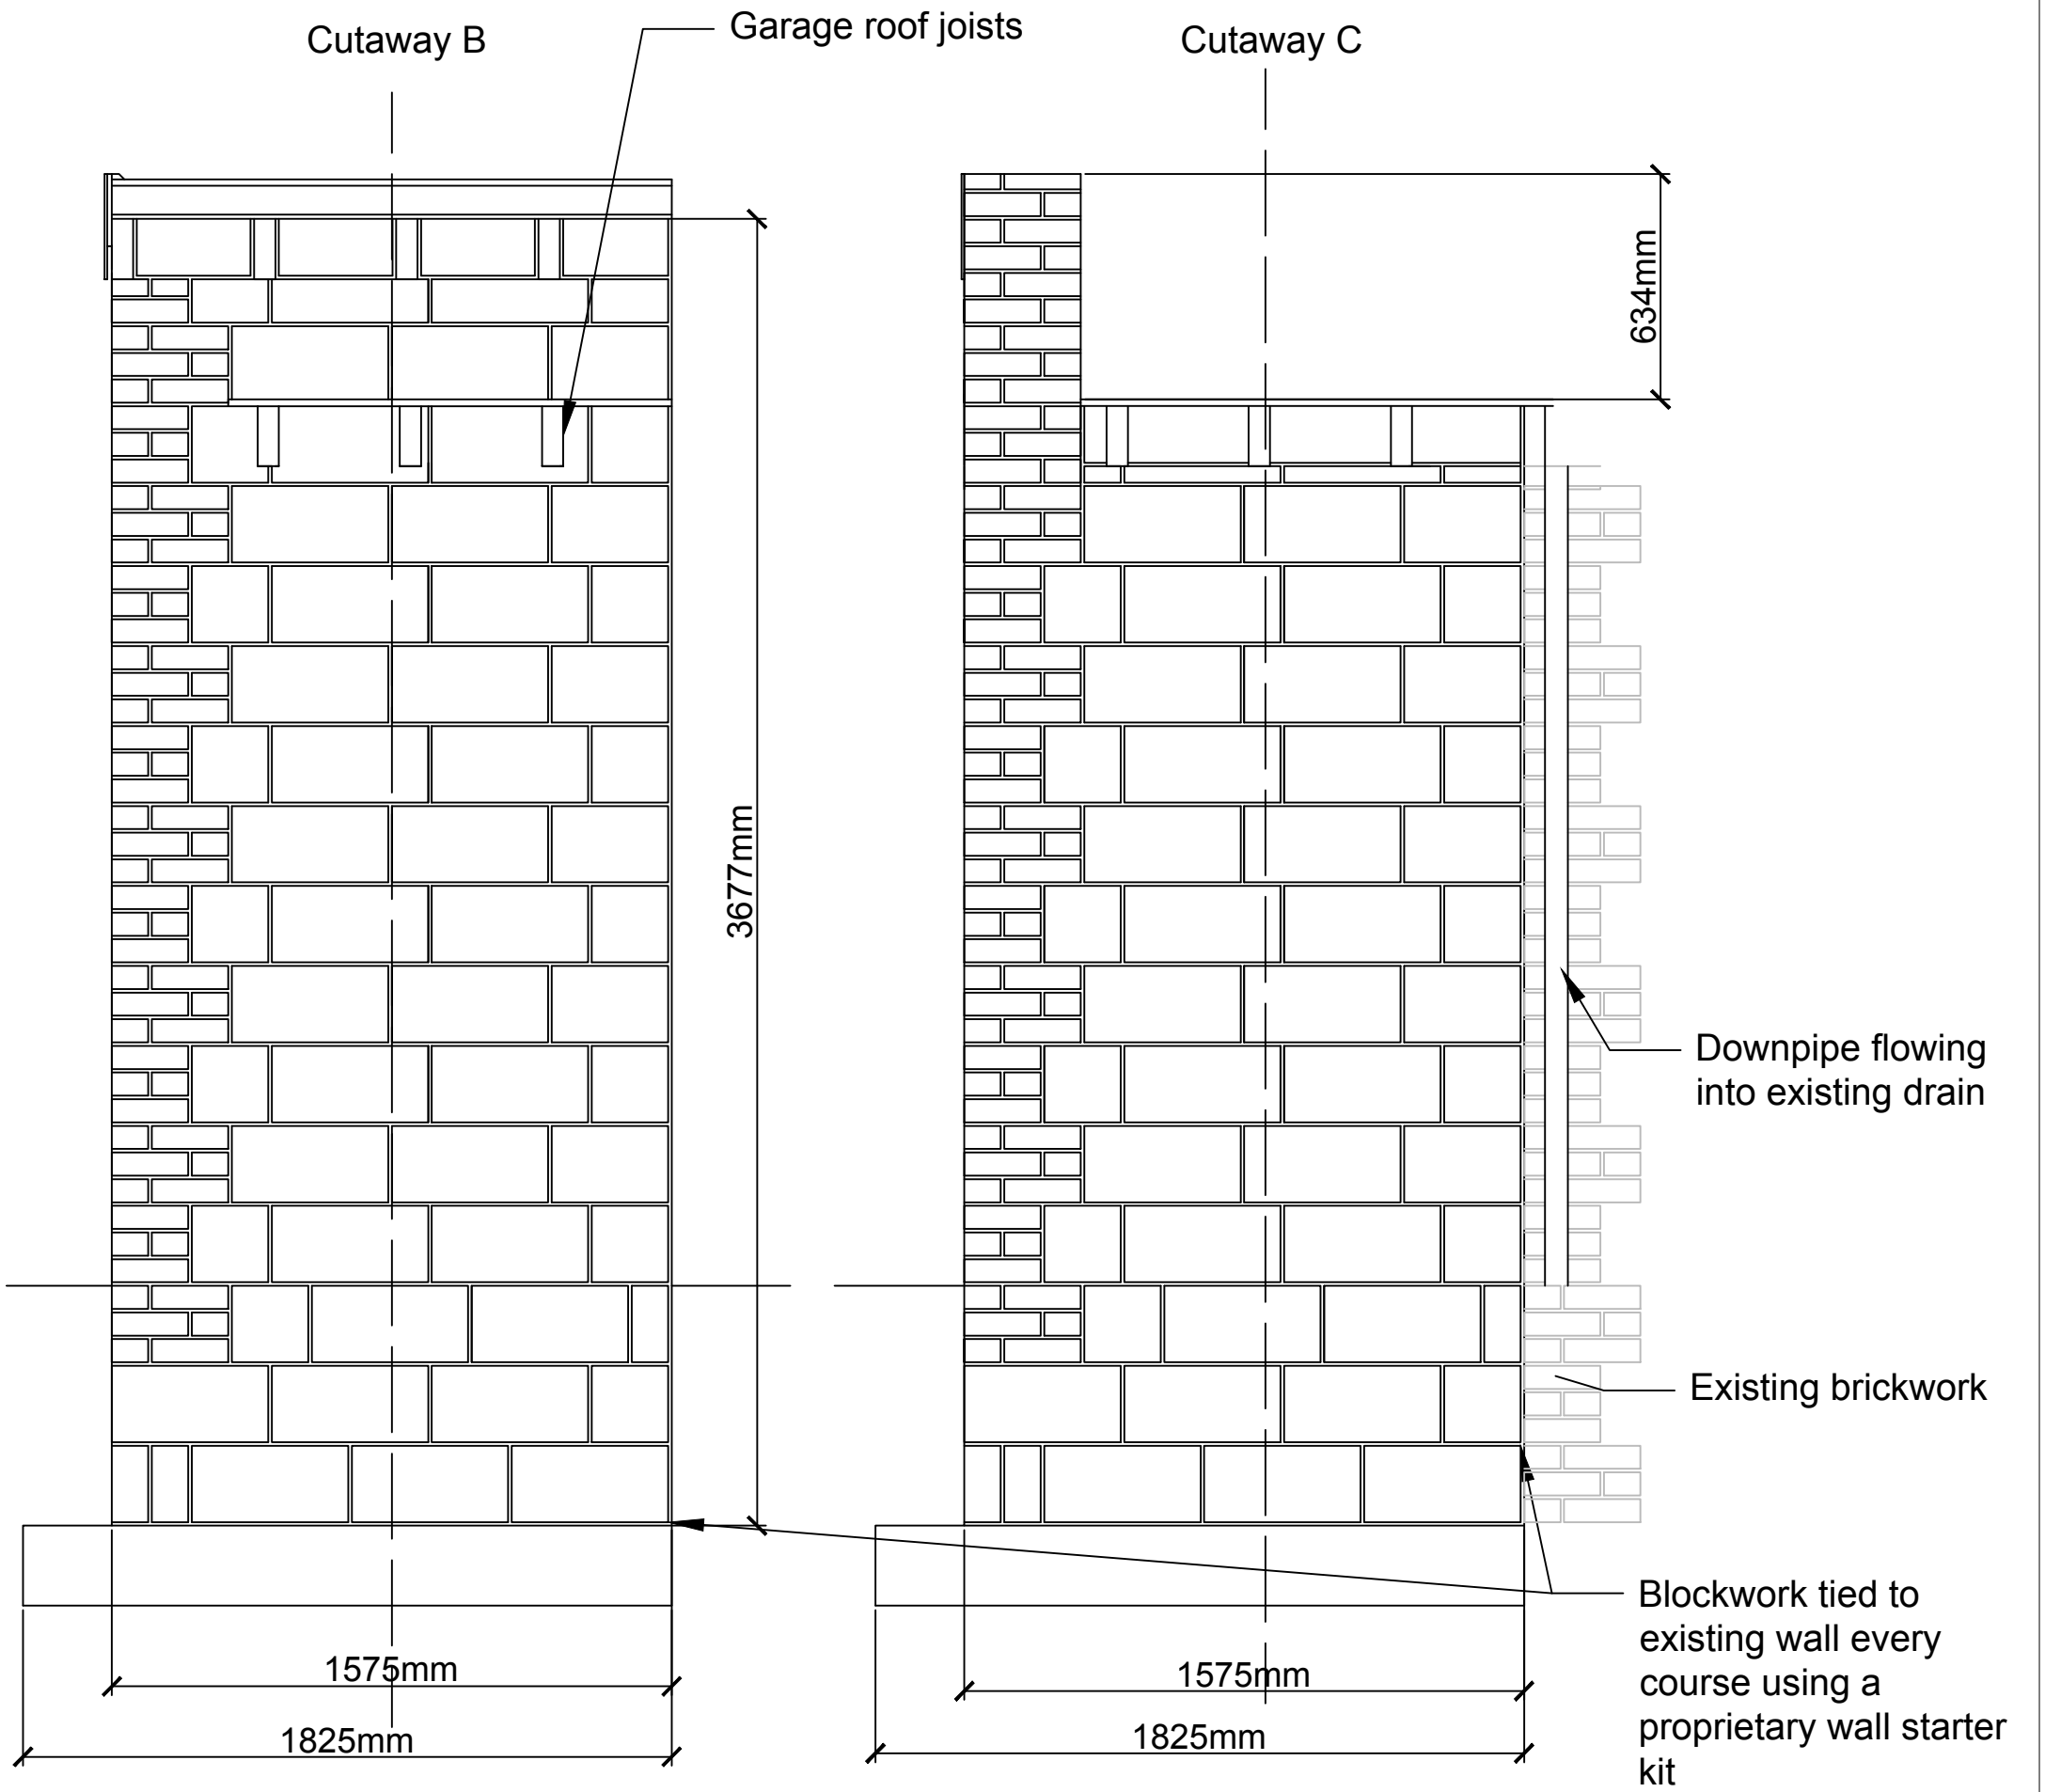 Cutaway B
Garage roof joists
Cutaway C
634mm
3677mm
Downpipe flowing
into existing drain
Existing brickwork
Blockwork tied to
existing wall every
course using a
proprietary wall starter
kit
1575mm
1825mm
1575mm
1825mm